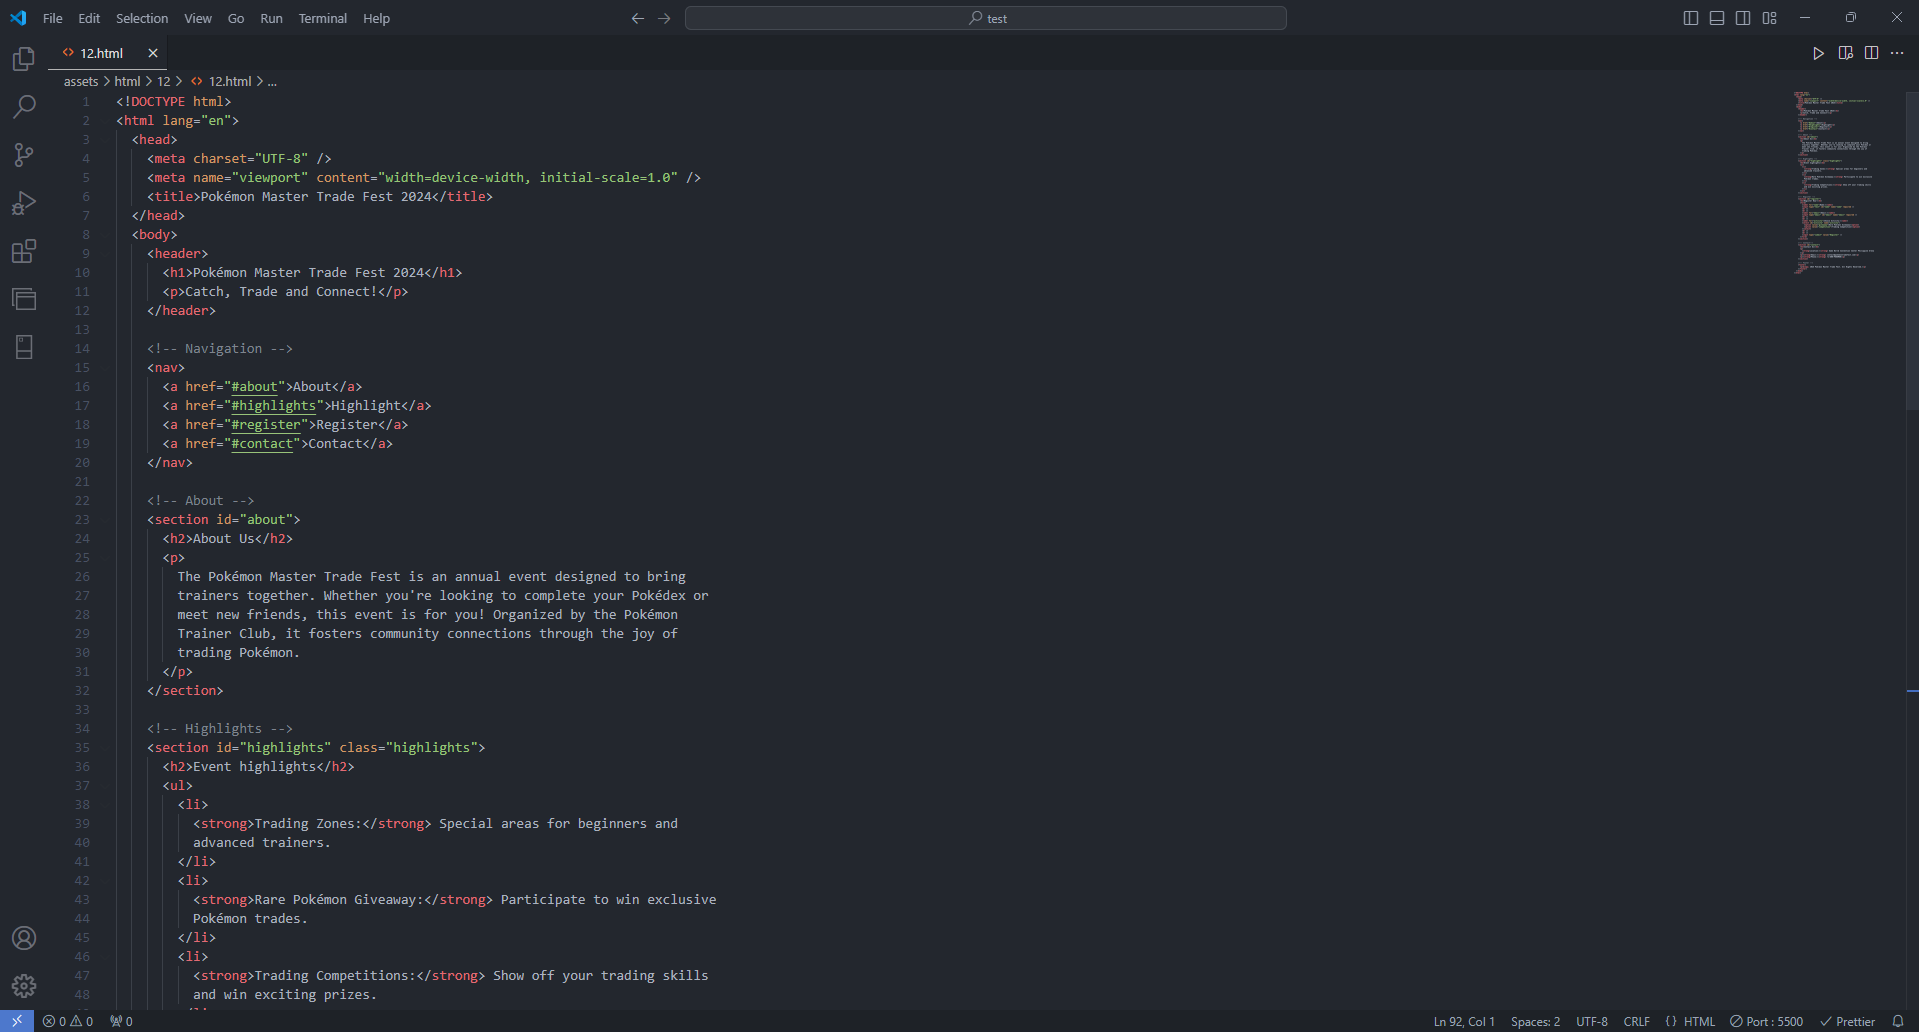 File Edit Selection View Go Run Terminal Help
test
12.html
assets > html > 12 > 12.html > ...
1 <!DOCTYPE html>
2 <html lang="en">
3 <head>
4 <meta charset="UTF-8" />
5 <meta name="viewport" content="width=device-width, initial-scale=1.0" />
6 <title>Pokémon Master Trade Fest 2024</title>
7 </head>
8 <body>
9 <header>
10 <h1>Pokémon Master Trade Fest 2024</h1>
11 <p>Catch, Trade and Connect!</p>
12 </header>
13
14 <!-- Navigation -->
15 <nav>
16 <a href="#about">About</a>
17 <a href="#highlights">Highlight</a>
18 <a href="#register">Register</a>
19 <a href="#contact">Contact</a>
20 </nav>
21
22 <!-- About -->
23 <section id="about">
24 <h2>About Us</h2>
25 <p>
26 The Pokémon Master Trade Fest is an annual event designed to bring
27 trainers together. Whether you're looking to complete your Pokédex or
28 meet new friends, this event is for you! Organized by the Pokémon
29 Trainer Club, it fosters community connections through the joy of
30 trading Pokémon.
31 </p>
32 </section>
33
34 <!-- Highlights -->
35 <section id="highlights" class="highlights">
36 <h2>Event highlights</h2>
37 <ul>
38 <li>
39 <strong>Trading Zones:</strong> Special areas for beginners and
40 advanced trainers.
41 </li>
42 <li>
43 <strong>Rare Pokémon Giveaway:</strong> Participate to win exclusive
44 Pokémon trades.
45 </li>
46 <li>
47 <strong>Trading Competitions:</strong> Show off your trading skills
48 and win exciting prizes.
0 0 0
Ln 92, Col 1 Spaces: 2 UTF-8 CRLF {} HTML Port : 5500 Prettier